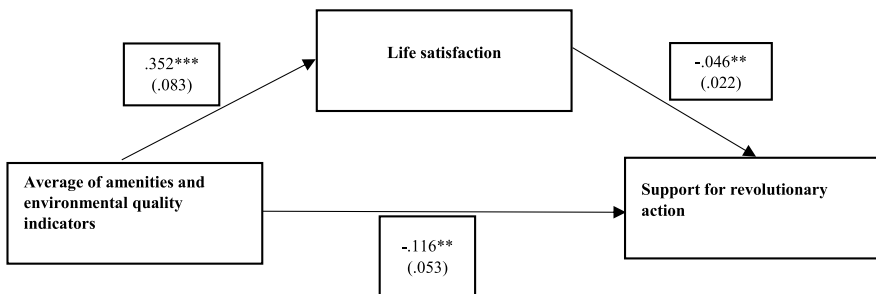 Life satisfaction
.352***
(.083)
-.046**
(.022)
Average of amenities and
environmental quality
indicators
Support for revolutionary
action
-.116**
(.053)